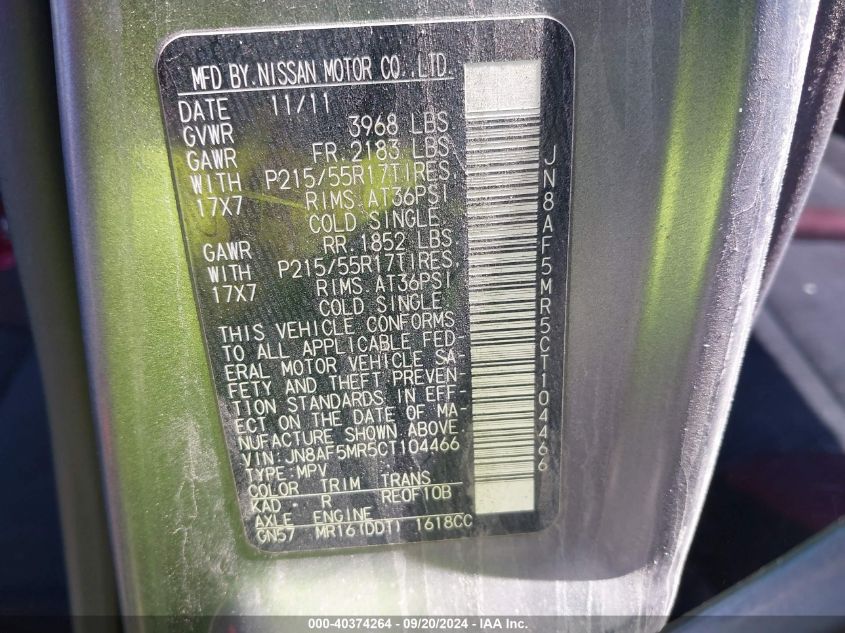 MFD BY.NISSAN MOTOR CO.,LTD.
DATE 11/11
GVWR 3968 LBS.
GAWR FR.2183 LBS.
WITH P215/55R17TIRES,
17X7 RIMS,AT36PSI
COLD SINGLE.
GAWR RR.1852 LBS
WITH P215/55R17TIRES,
17X7 RIMS,AT36PSI
COLD SINGLE.
THIS VEHICLE CONFORMS
TO ALL APPLICABLE FED-
ERAL MOTOR VEHICLE SA-
FETY AND THEFT PREVEN-
TION STANDARDS IN EFF-
ECT ON THE DATE OF MA-
NUFACTURE SHOWN ABOVE.
VIN:JN8AF5MR5CT104466
TYPE:MPV
COLOR TRIM TRANS
KAD - R RE0F10B
AXLE ENGINE
GN57 MR16(DDT) 1618CC
JN8AF5MR5CT104466
000-40374264 - 09/20/2024 - IAA Inc.